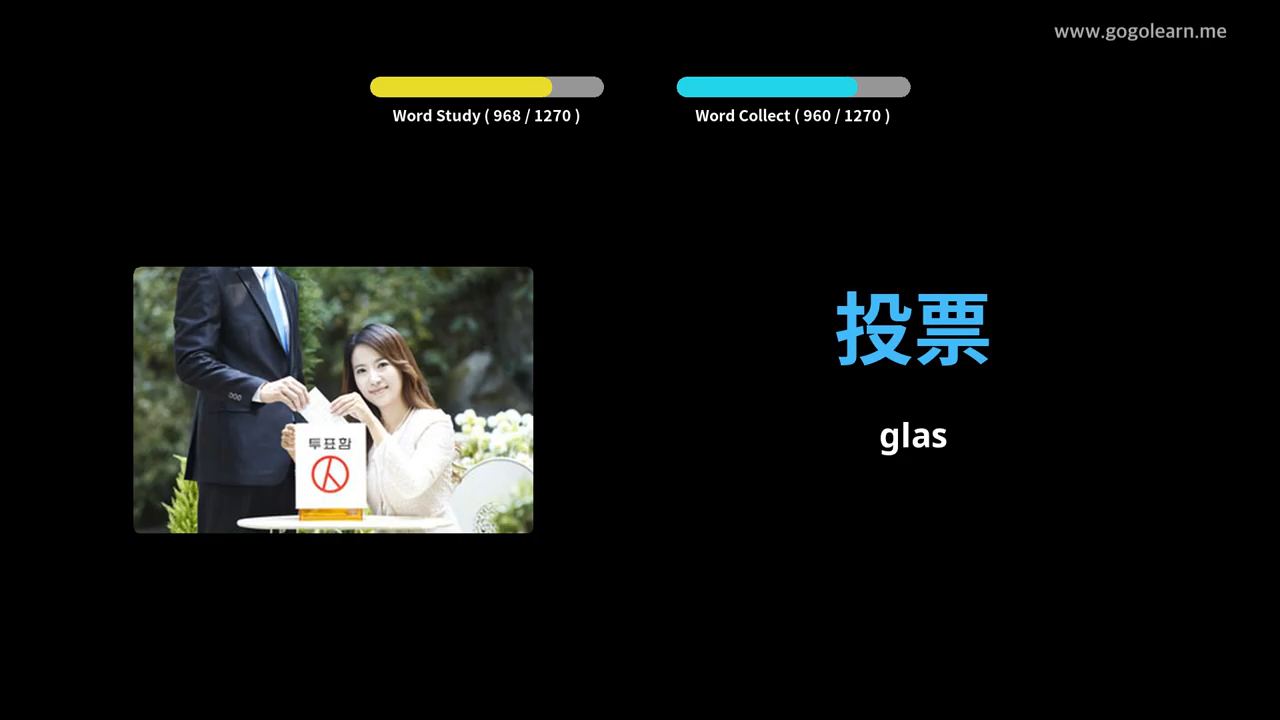 www.gogolearn.me
Word Study ( 968 / 1270 )
Word Collect ( 960 / 1270 )
投票
glas
투표함